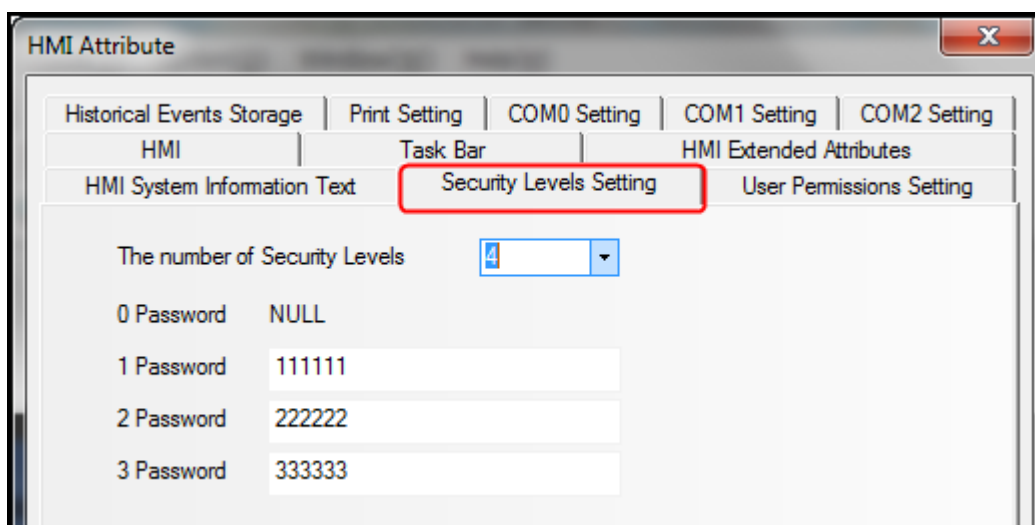 HMI Attribute
Historical Events Storage Print Setting COM0 Setting COM1 Setting COM2 Setting
HMI Task Bar HMI Extended Attributes
HMI System Information Text Security Levels Setting User Permissions Setting
The number of Security Levels 4
0 Password NULL
1 Password 111111
2 Password 222222
3 Password 333333